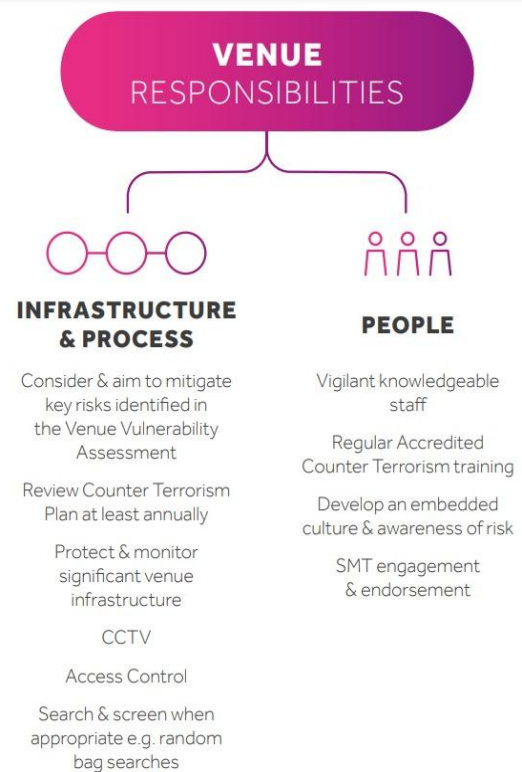 VENUE
RESPONSIBILITIES
INFRASTRUCTURE
& PROCESS
Consider & aim to mitigate
key risks identified in
the Venue Vulnerability
Assessment
Review Counter Terrorism
Plan at least annually
Protect & monitor
significant venue
infrastructure
CCTV
Access Control
Search & screen when
appropriate e.g. random
bag searches
PEOPLE
Vigilant knowledgeable
staff
Regular Accredited
Counter Terrorism training
Develop an embedded
culture & awareness of risk
SMT engagement
& endorsement